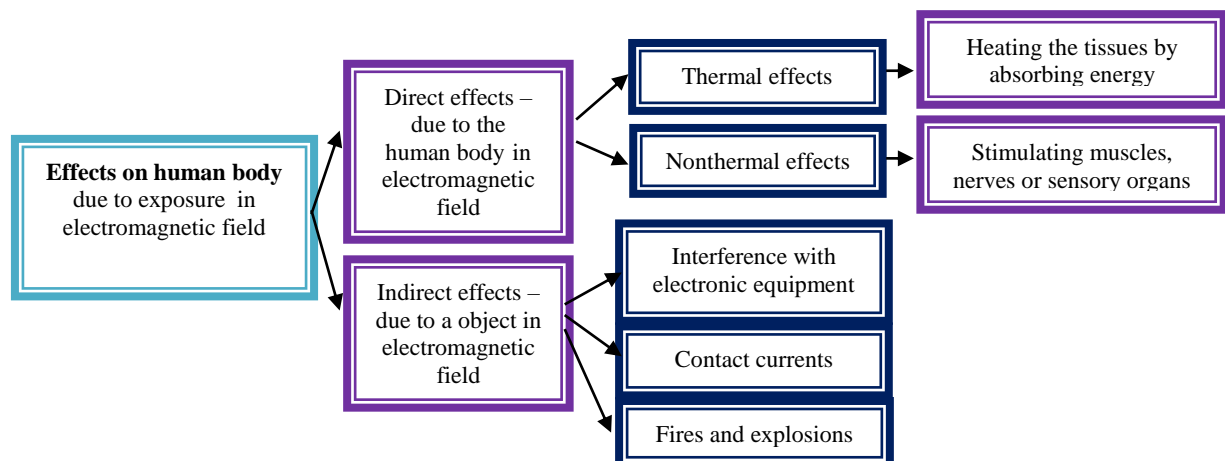 Effects on human body
due to exposure in
electromagnetic field
Direct effects –
due to the
human body in
electromagnetic
field
Thermal effects
Heating the tissues by
absorbing energy
Nonthermal effects
Stimulating muscles,
nerves or sensory organs
Indirect effects –
due to a object in
electromagnetic
field
Interference with
electronic equipment
Contact currents
Fires and explosions